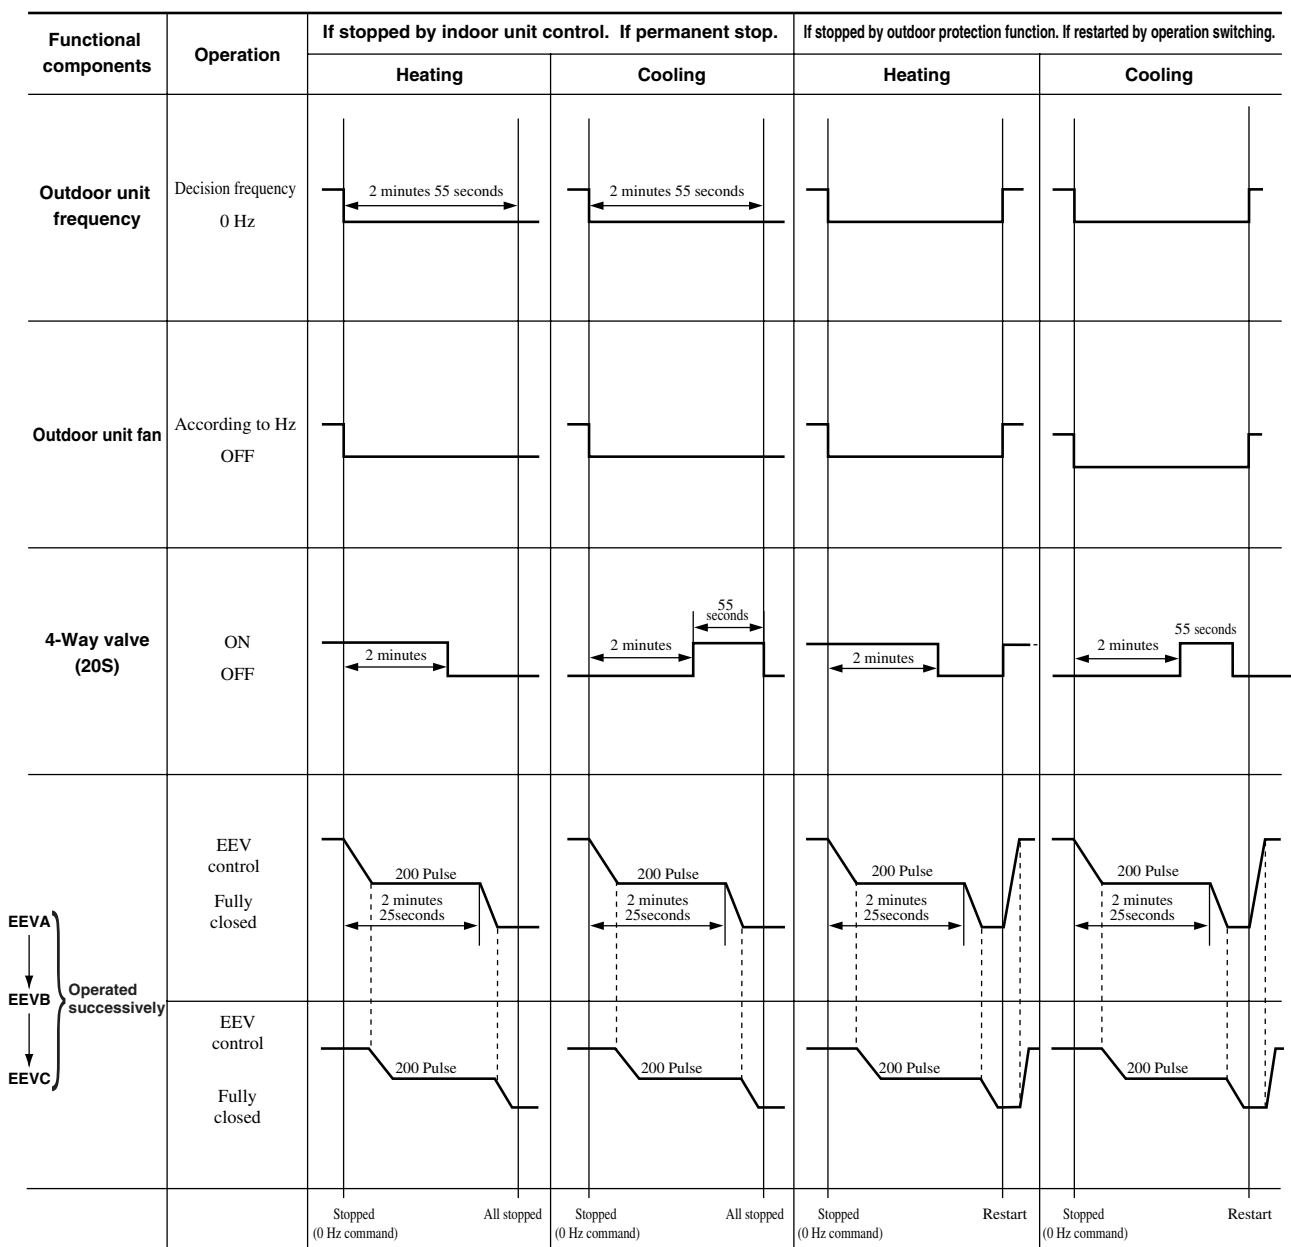 Functional
components
Operation
If stopped by indoor unit control.  If permanent stop.
If stopped by outdoor protection function. If restarted by operation switching.
Heating
Cooling
Heating
Cooling
Outdoor unit
frequency
Decision frequency
0 Hz
2 minutes 55 seconds
2 minutes 55 seconds
Outdoor unit fan
According to Hz
OFF
4-Way valve
(20S)
ON
OFF
2 minutes
2 minutes
55
seconds
2 minutes
2 minutes
55 seconds
EEVA
EEVB
EEVC
Operated
successively
EEV
control
Fully
closed
200 Pulse
2 minutes
25seconds
200 Pulse
2 minutes
25seconds
200 Pulse
2 minutes
25seconds
200 Pulse
2 minutes
25seconds
EEV
control
Fully
closed
200 Pulse
200 Pulse
200 Pulse
200 Pulse
Stopped
(0 Hz command)
All stopped
Stopped
(0 Hz command)
All stopped
Stopped
(0 Hz command)
Restart
Stopped
(0 Hz command)
Restart